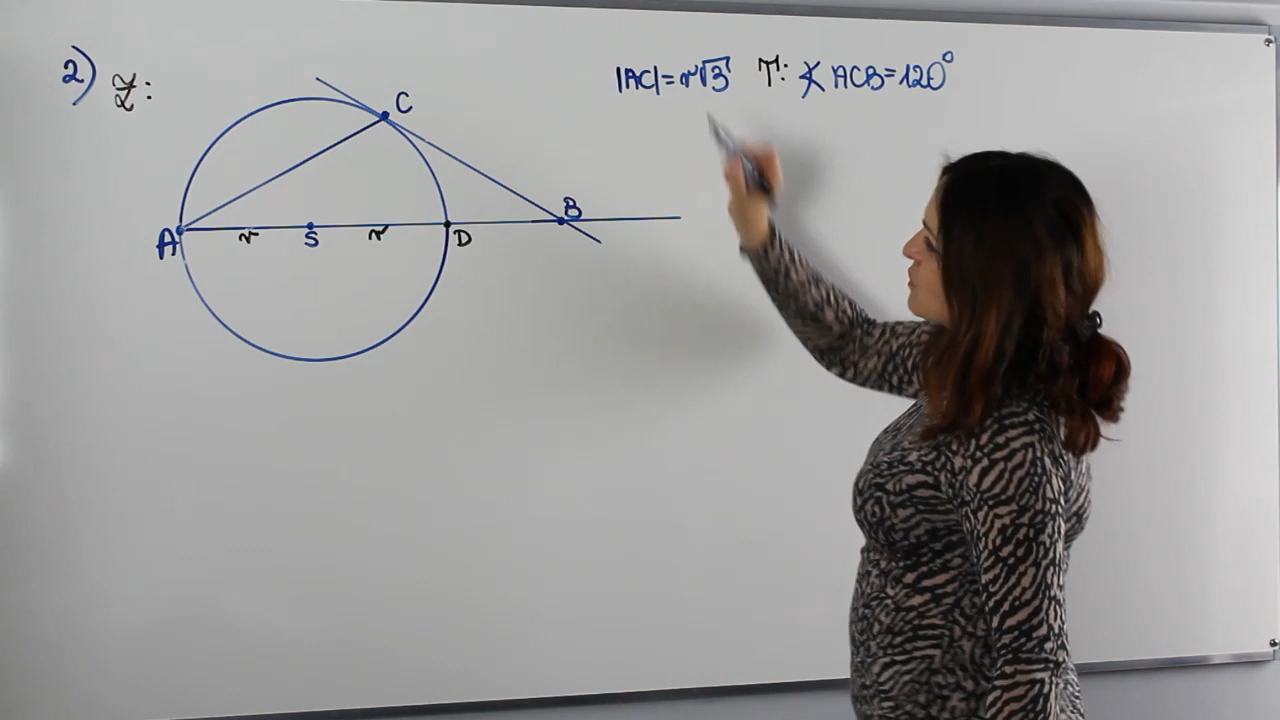 2) Z:
|AC|=r√3 T: ∢ ACB=120°
C
B
A r S r D